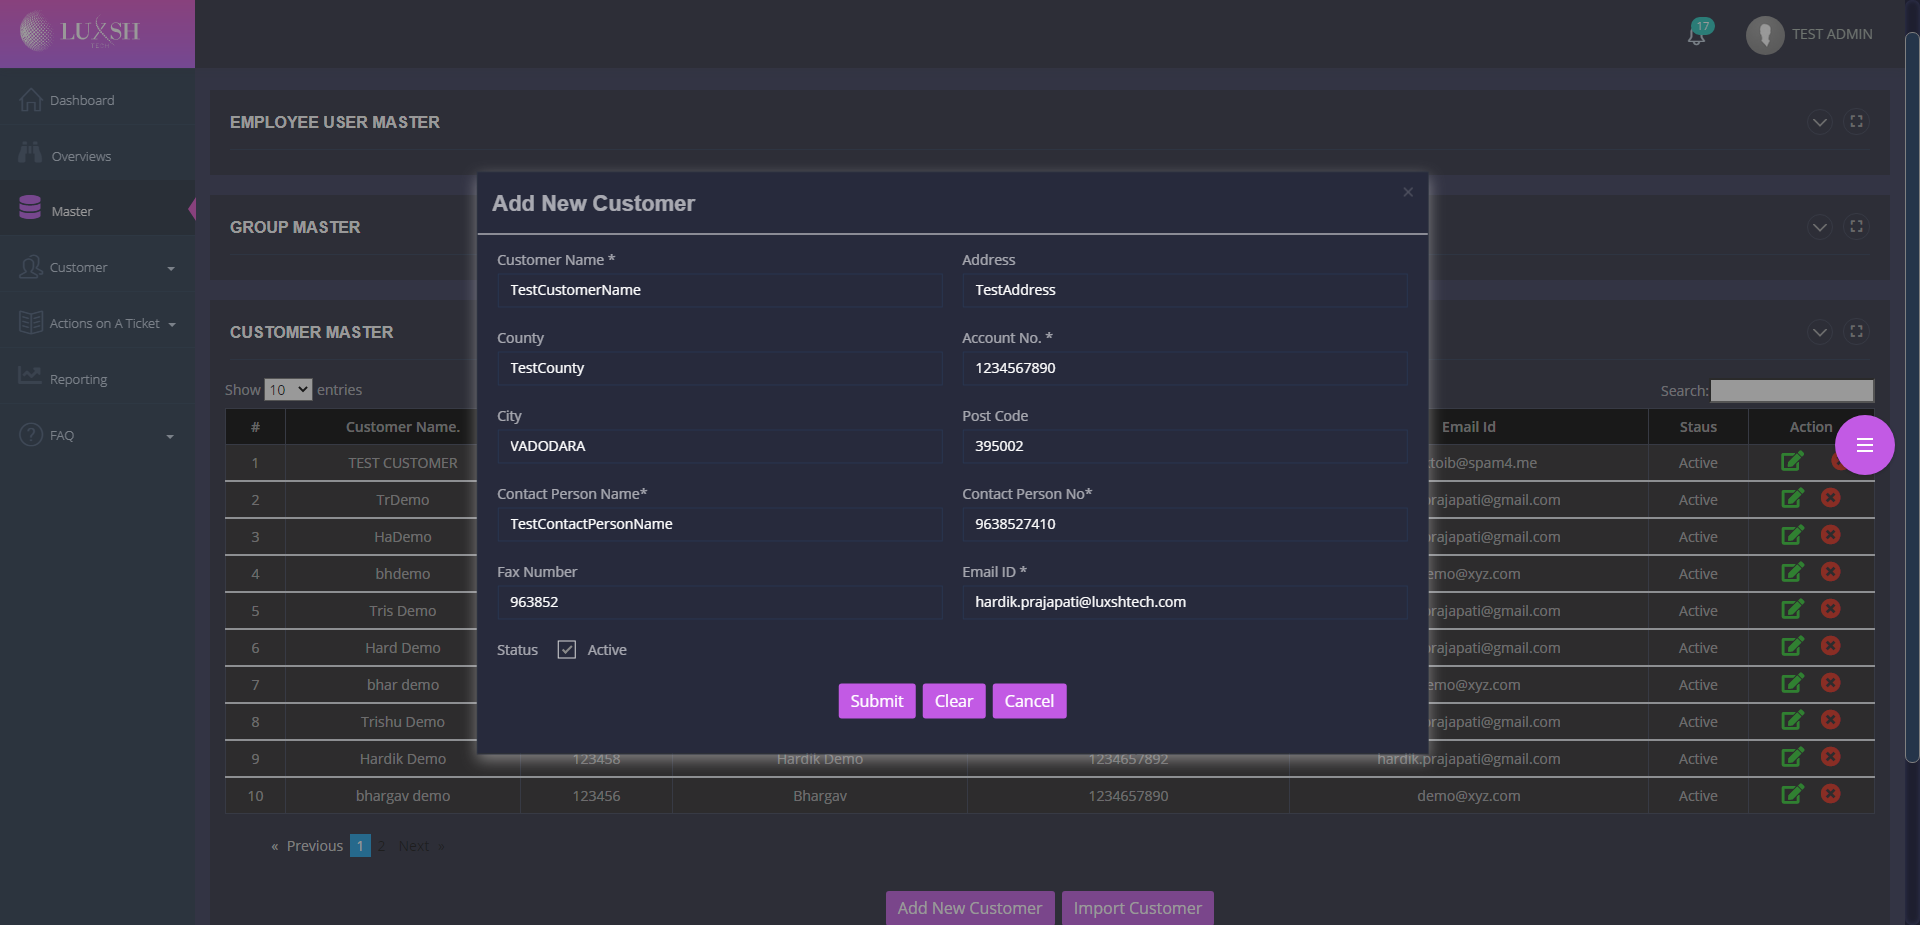 LUXSH
TECH
17
TEST ADMIN
Dashboard
Overviews
Master
Customer
Actions on A Ticket
Reporting
FAQ
EMPLOYEE USER MASTER
GROUP MASTER
CUSTOMER MASTER
Show 10 entries
Search:
# Customer Name. Email Id Staus Action
1 TEST CUSTOMER toib@spam4.me Active
2 TrDemo rajapati@gmail.com Active
3 HaDemo rajapati@gmail.com Active
4 bhdemo emo@xyz.com Active
5 Tris Demo rajapati@gmail.com Active
6 Hard Demo rajapati@gmail.com Active
7 bhar demo emo@xyz.com Active
8 Trishu Demo rajapati@gmail.com Active
9 Hardik Demo 123458 Hardik Demo 1234657892 hardik.prajapati@gmail.com Active
10 bhargav demo 123456 Bhargav 1234657890 demo@xyz.com Active
« Previous 1 2 Next »
Add New Customer Import Customer
Add New Customer
×
Customer Name * Address
TestCustomerName TestAddress
County Account No. *
TestCounty 1234567890
City Post Code
VADODARA 395002
Contact Person Name* Contact Person No*
TestContactPersonName 9638527410
Fax Number Email ID *
963852 hardik.prajapati@luxshtech.com
Status Active
Submit Clear Cancel